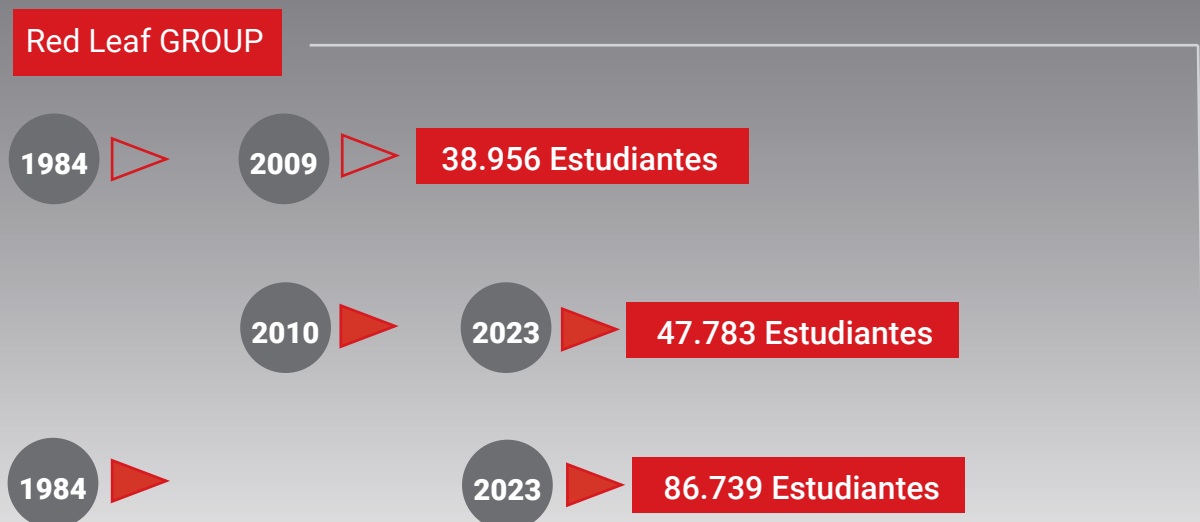 Red Leaf GROUP
1984 2009 38.956 Estudiantes
2010 2023 47.783 Estudiantes
1984 2023 86.739 Estudiantes